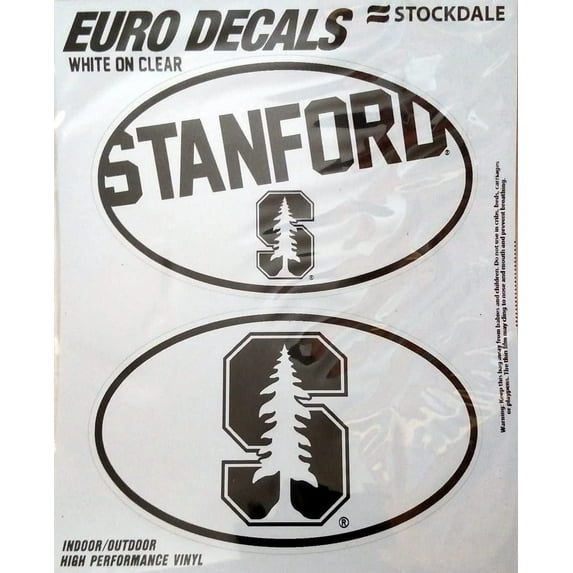 EURO DECALS
STOCKDALE
WHITE ON CLEAR
STANFORD®
S®
S®
Warning: Keep this bag away from babies and children. Do not use in cribs, beds, carriages
or playpens. The thin film may cling to nose and mouth and prevent breathing.
INDOOR/OUTDOOR
HIGH PERFORMANCE VINYL